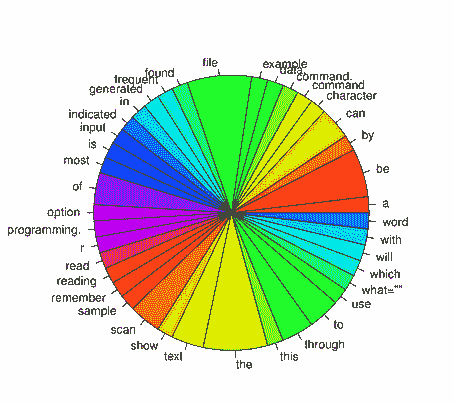 file
example
data,
command.
command
character
can
by
be
a
word
with
will
which
what=""
use
to
through
this
the
text
show
scan
sample
remember
reading
read
r
programming.
option
of
most
is
input
indicated
in
generated
frequent
found